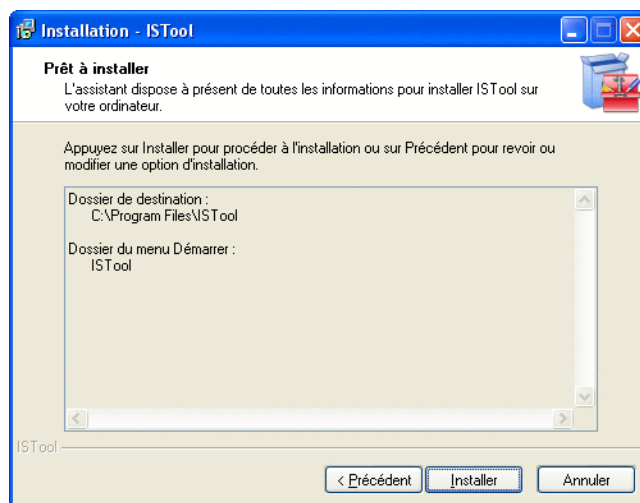 Installation - ISTool
Prêt à installer
L'assistant dispose à présent de toutes les informations pour installer ISTool sur
votre ordinateur.
Appuyez sur Installer pour procéder à l'installation ou sur Précédent pour revoir ou
modifier une option d'installation.
Dossier de destination :
C:\Program Files\ISTool
Dossier du menu Démarrer :
ISTool
ISTool
< Précédent
Installer
Annuler